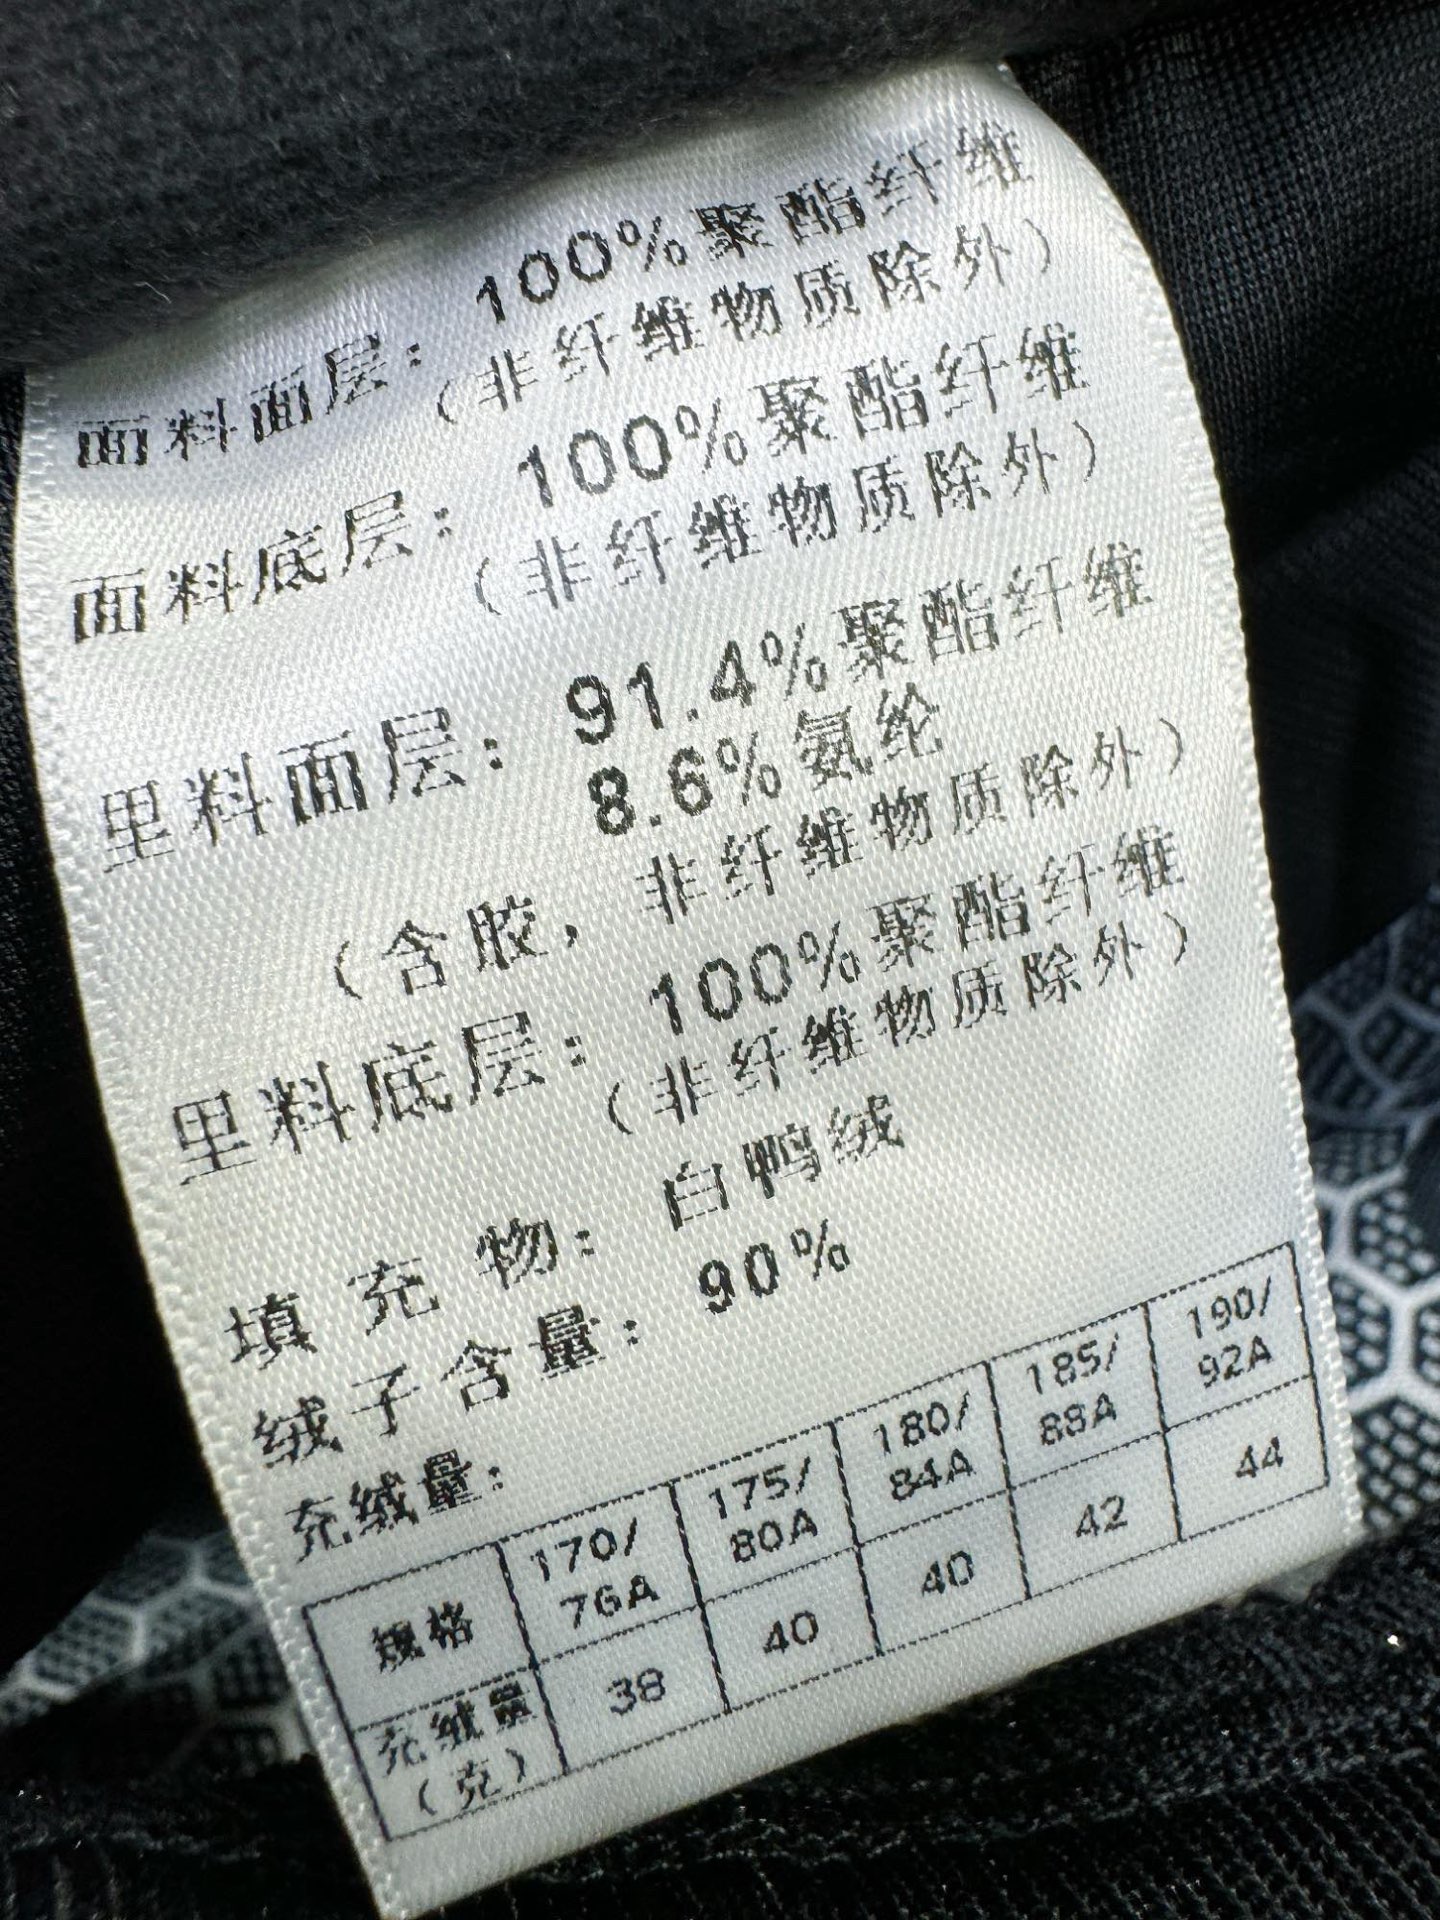 面料面层： 100%聚酯纤维
（非纤维物质除外）
面料底层： 100%聚酯纤维
（非纤维物质除外）
里料面层： 91.4%聚酯纤维
8.6%氨纶
（含胶，非纤维物质除外）
里料底层： 100%聚酯纤维
（非纤维物质除外）
填 充 物： 白鸭绒
绒子含量： 90%
充绒量：
规格 170/76A 175/80A 180/84A 185/88A 190/92A
充绒量（克） 38 40 40 42 44